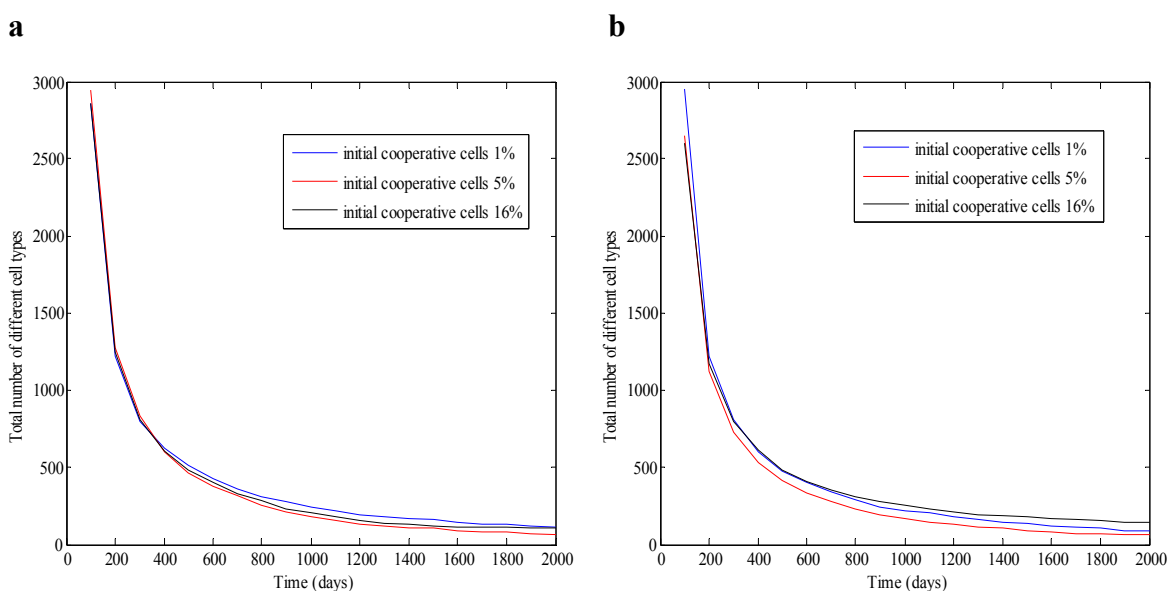 a
b
3000
2500
2000
1500
1000
500
0
Total number of different cell types
initial cooperative cells 1%
initial cooperative cells 5%
initial cooperative cells 16%
0 200 400 600 800 1000 1200 1400 1600 1800 2000
Time (days)
3000
2500
2000
1500
1000
500
0
Total number of different cell types
initial cooperative cells 1%
initial cooperative cells 5%
initial cooperative cells 16%
0 200 400 600 800 1000 1200 1400 1600 1800 2000
Time (days)